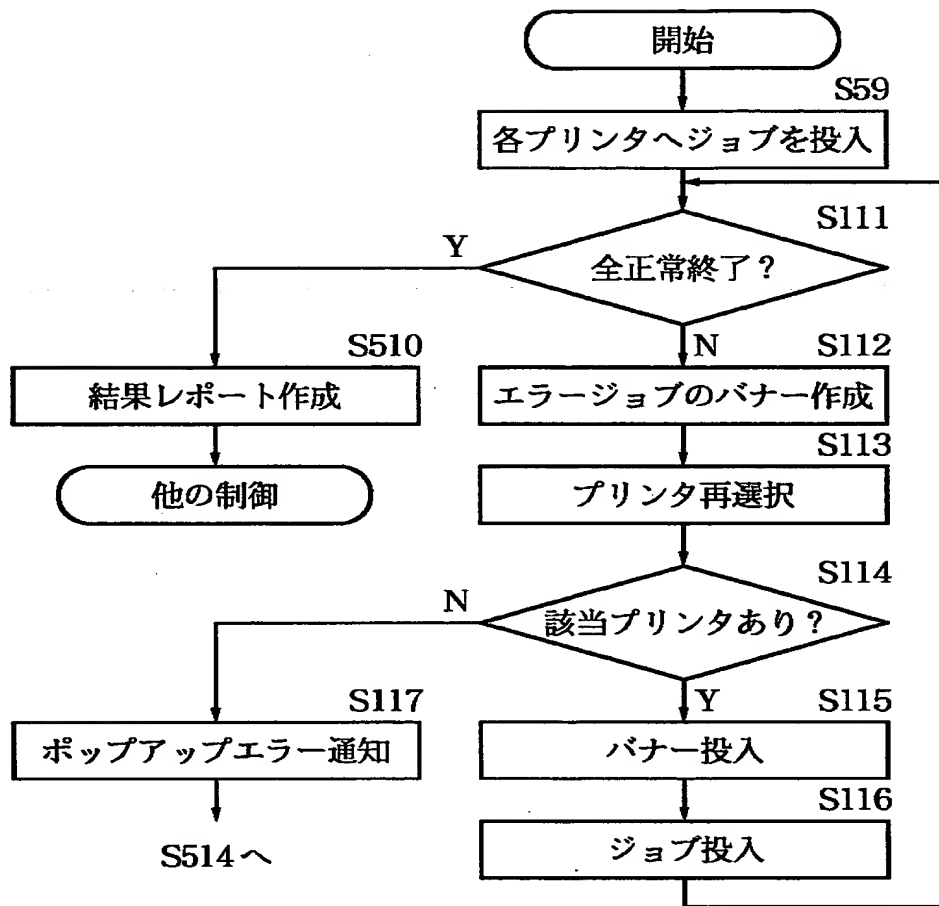 開始
S59
各プリンタへジョブを投入
S111
Y
全正常終了？
S510
N
S112
結果レポート作成
エラージョブのバナー作成
S113
他の制御
プリンタ再選択
S114
N
該当プリンタあり？
S117
Y
S115
ポップアップエラー通知
バナー投入
S116
S514へ
ジョブ投入